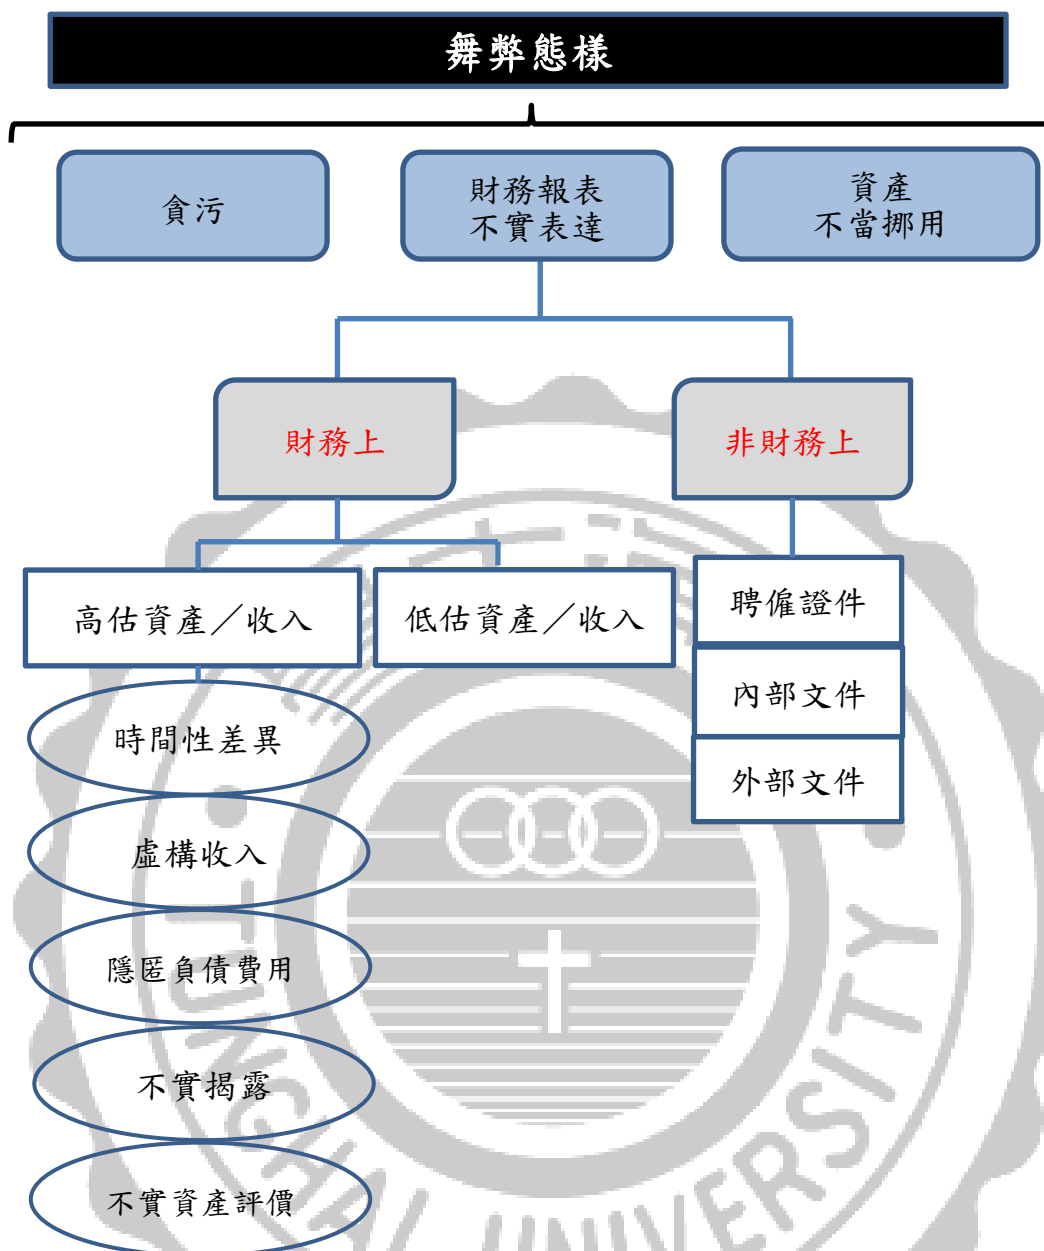 舞弊態樣
貪污
財務報表
不實表達
資產
不當挪用
財務上
非財務上
高估資產／收入
低估資產／收入
聘僱證件
內部文件
外部文件
時間性差異
虛構收入
隱匿負債費用
不實揭露
不實資產評價
TUNGHAI UNIVERSITY